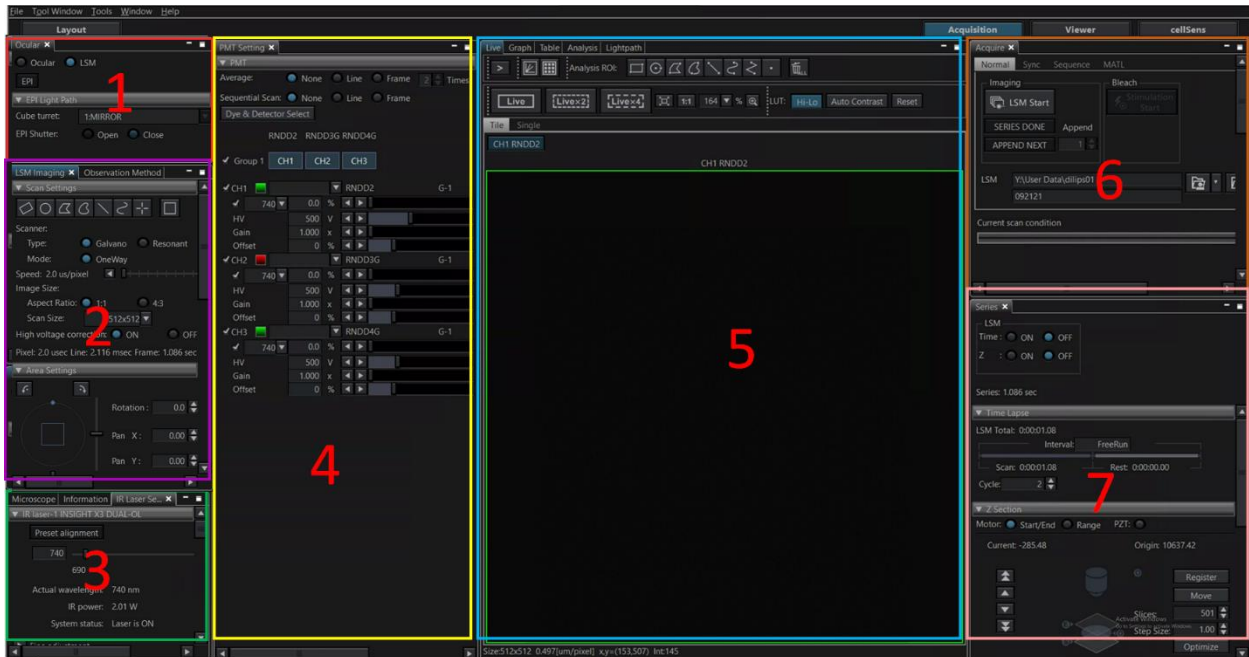 File Tool Window Tools Window Help
Layout
Acquisition Viewer cellSens
Ocular
Ocular LSM
EPI
1
EPI Light Path
Cube turret: 1:MIRROR
EPI Shutter: Open Close
LSM Imaging Observation Method
Scan Settings
Scanner:
Type: Galvano Resonant
Mode: OneWay
Speed: 2.0 us/pixel
Image Size:
Aspect Ratio: 1:1 4:3
Scan Size: 512x512
2
High voltage correction: ON OFF
Pixel: 2.0 usec Line: 2.116 msec Frame: 1.086 sec
Area Settings
Rotation: 0.0
Pan X: 0.00
Pan Y: 0.00
Microscope Information IR Laser Se...
IR laser-1 INSIGHT X3 DUAL-OL
Preset alignment
740
690
3
Actual wavelength: 740 nm
IR power: 2.01 W
System status: Laser is ON
PMT Setting
PMT
Average: None Line Frame 2 Times
Sequential Scan: None Line Frame
Dye & Detector Select
RNDD2 RNDD3G RNDD4G
Group 1 CH1 CH2 CH3
CH1 RNDD2 G-1
740 0.0 %
HV 500 V
Gain 1.000 x
Offset 0 %
CH2 RNDD3G G-1
740 0.0 %
HV 500 V
Gain 1.000 x
Offset 0 %
CH3 RNDD4G G-1
740 0.0 %
HV 500 V
Gain 1.000 x
Offset 0 %
4
Live Graph Table Analysis Lightpath
> Analysis ROI:
ALL
Live Live×2 Live×4 1:1 164 % LUT: Hi-Lo Auto Contrast Reset
Tile Single
CH1 RNDD2
CH1 RNDD2
5
Size:512x512 0.497[um/pixel] x,y=(153,507) Int:145
Acquire
Normal Sync Sequence MATL
Imaging Bleach
LSM Start Stimulation Start
SERIES DONE Append
APPEND NEXT 1
6
LSM Y:\User Data\dilips01
092121
Current scan condition
Series
LSM
Time : ON OFF
Z : ON OFF
Series: 1.086 sec
Time Lapse
LSM Total: 0:00:01.08
Interval: FreeRun
Scan: 0:00:01.08 Rest: 0:00:00.00
Cycle: 2
7
Z Section
Motor: Start/End Range PZT:
Current: -285.48 Origin: 10637.42
Register
Move
Slices: 501
Activate Windows
Step Size: 1.00
Optimize